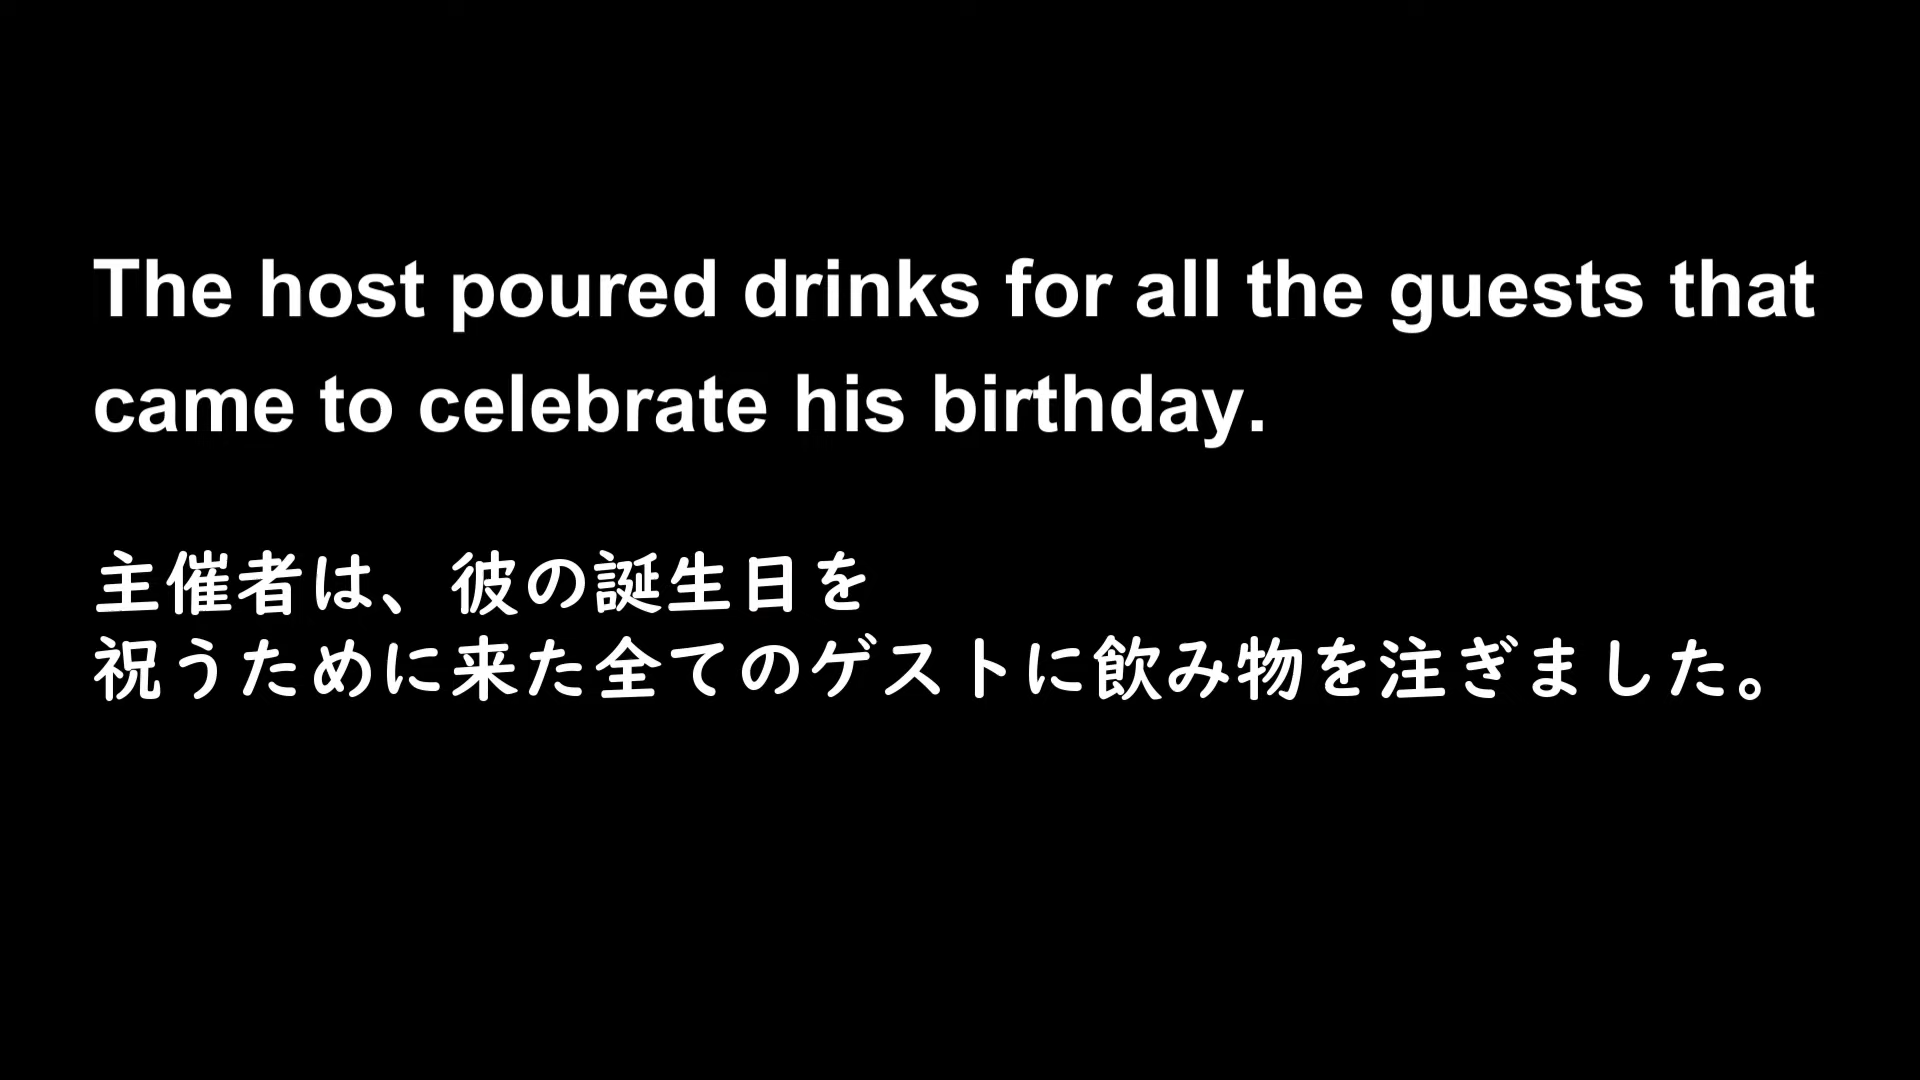 The host poured drinks for all the guests that
came to celebrate his birthday.
主催者は、彼の誕生日を
祝うために来た全てのゲストに飲み物を注ぎました。